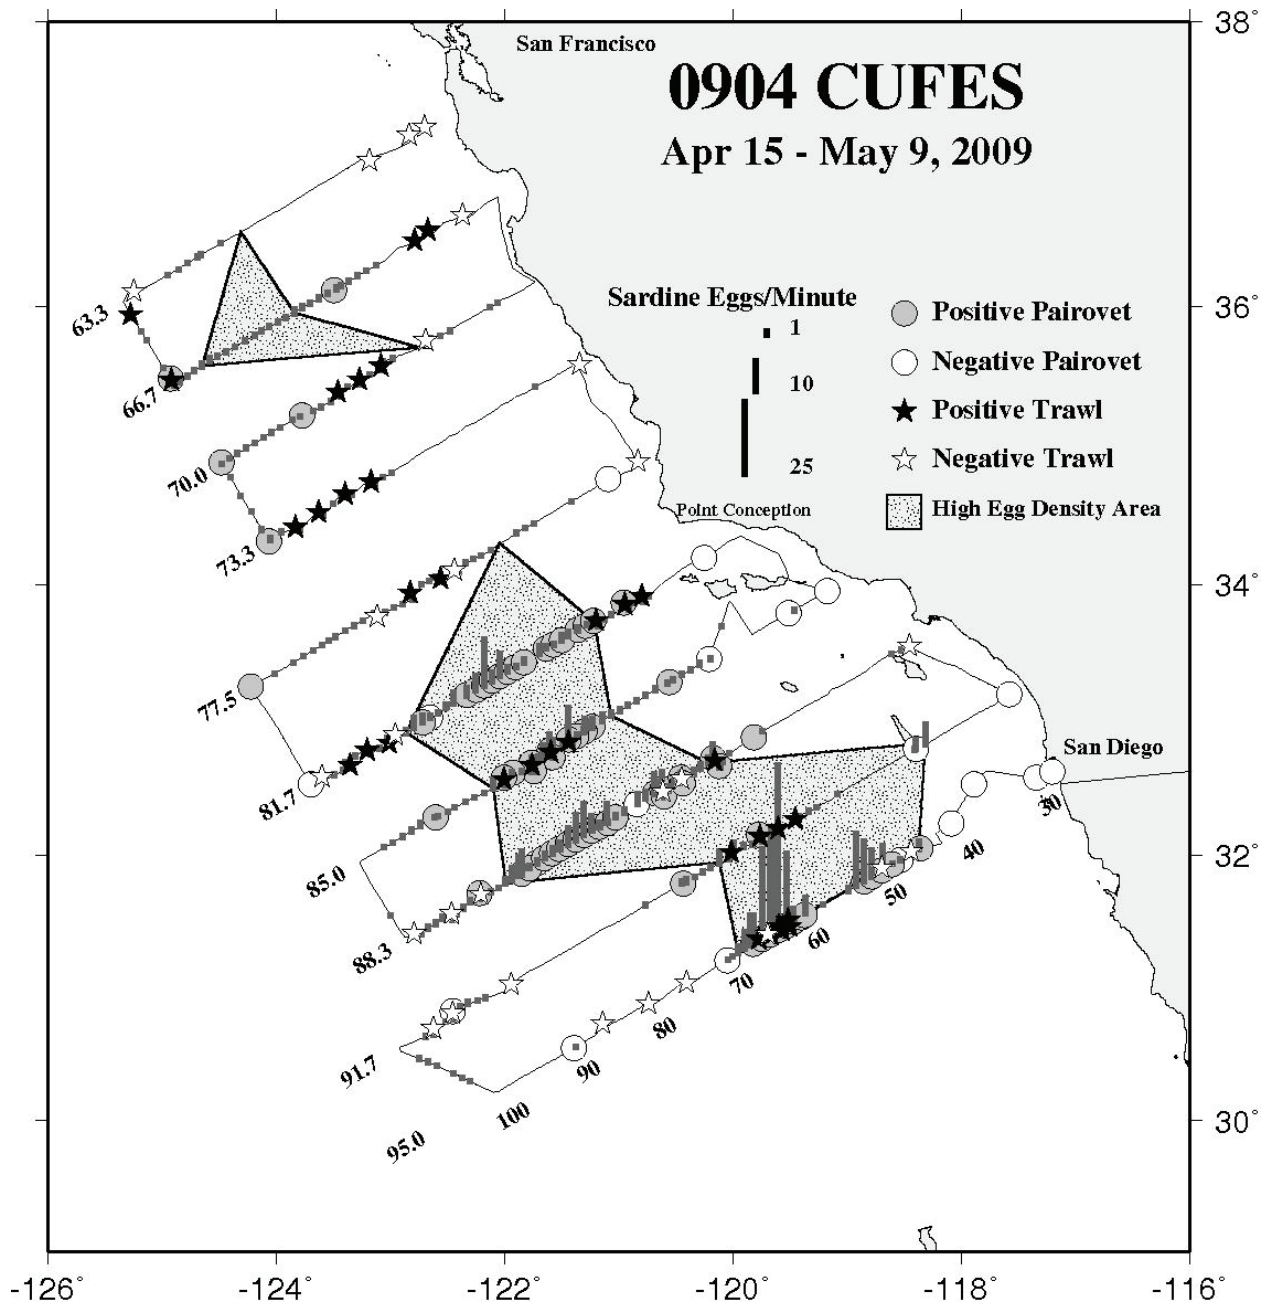 38°
San Francisco
0904 CUFES
Apr 15 - May 9, 2009
Sardine Eggs/Minute
1
10
25
Positive Pairovet
Negative Pairovet
Positive Trawl
Negative Trawl
High Egg Density Area
36°
63.3
66.7
70.0
73.3
Point Conception
34°
77.5
81.7
San Diego
30
40
50
60
70
80
90
100
32°
85.0
88.3
91.7
95.0
30°
-126°
-124°
-122°
-120°
-118°
-116°